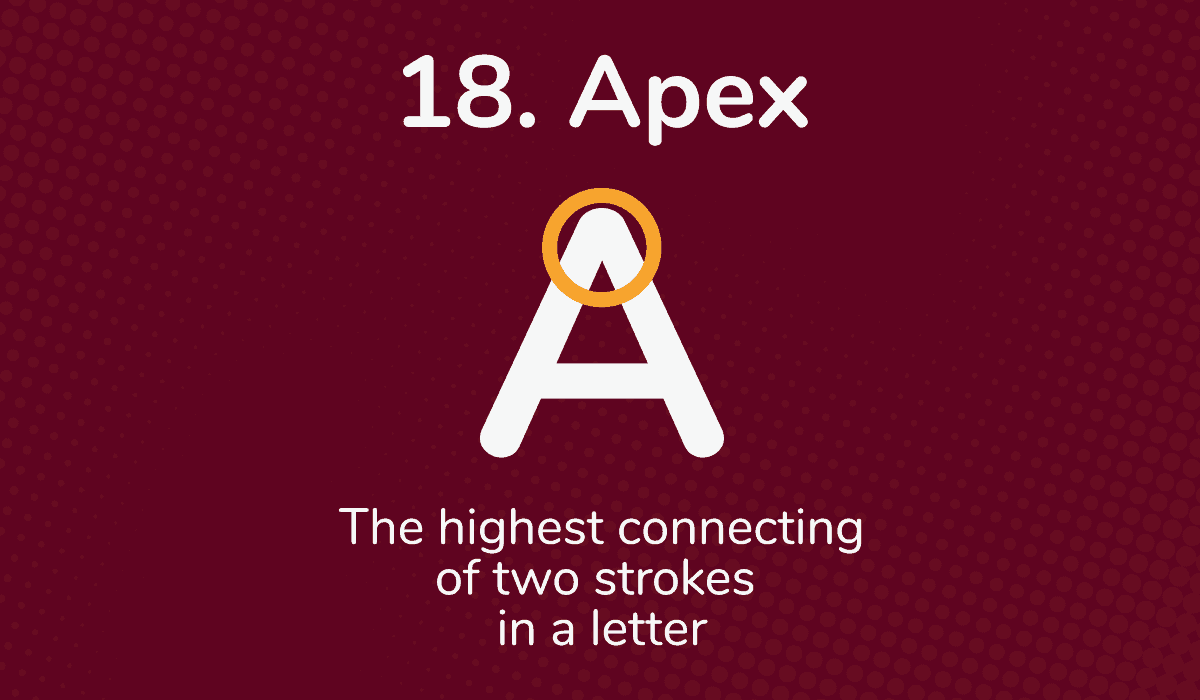 18. Apex
A
The highest connecting
of two strokes
in a letter